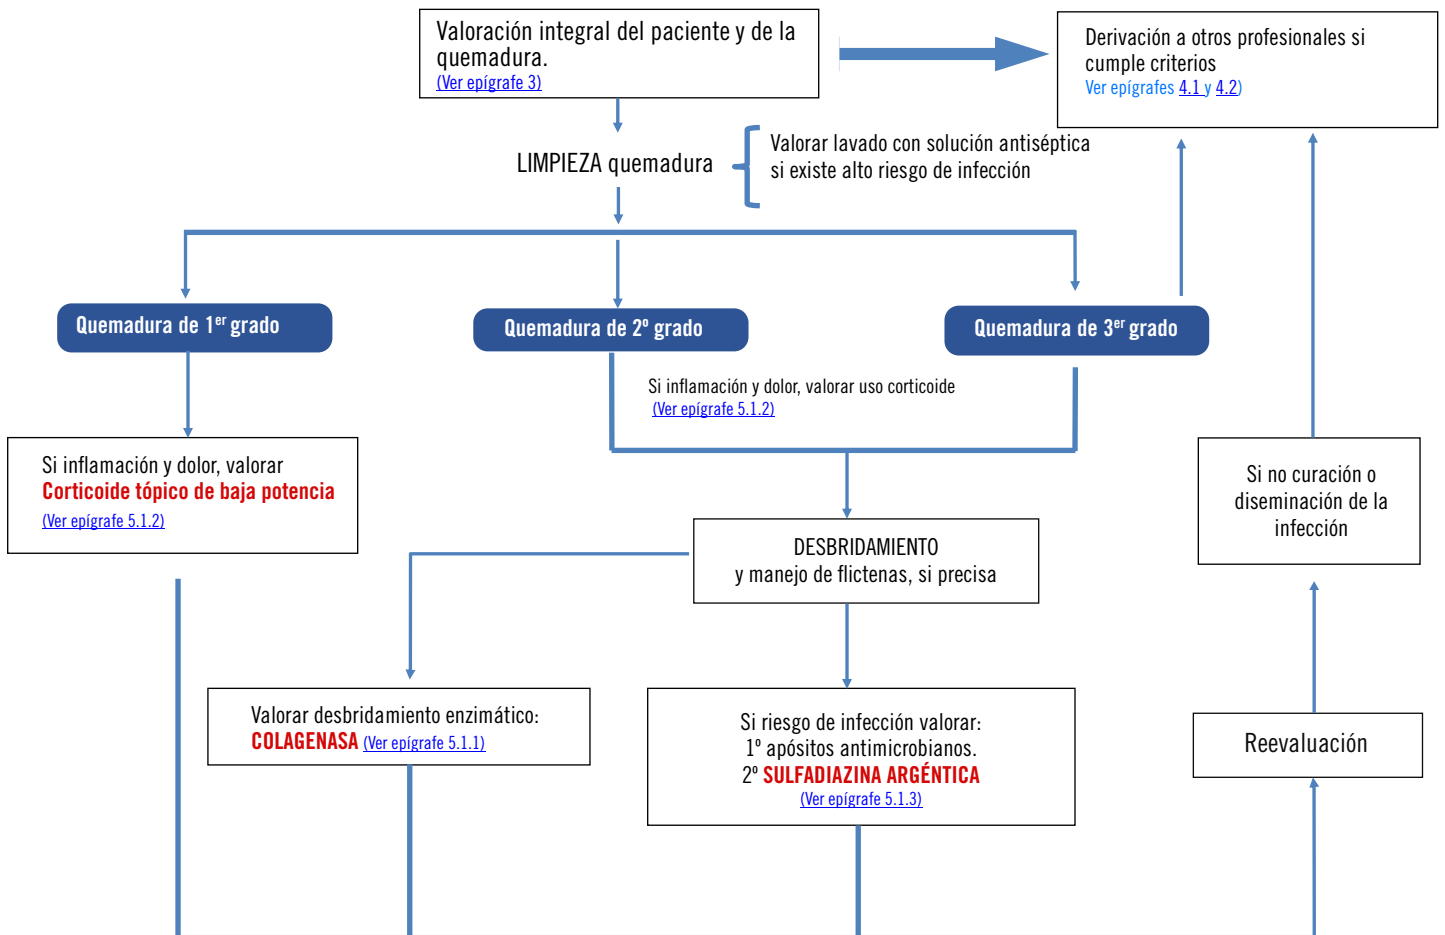 Valoración integral del paciente y de la
quemadura.
(Ver epígrafe 3)
Derivación a otros profesionales si
cumple criterios
Ver epígrafes 4.1 y 4.2)
LIMPIEZA quemadura
Valorar lavado con solución antiséptica
si existe alto riesgo de infección
Quemadura de 1er grado
Quemadura de 2º grado
Quemadura de 3er grado
Si inflamación y dolor, valorar uso corticoide
(Ver epígrafe 5.1.2)
Si inflamación y dolor, valorar
Corticoide tópico de baja potencia
(Ver epígrafe 5.1.2)
Si no curación o
diseminación de la
infección
DESBRIDAMIENTO
y manejo de flictenas, si precisa
Valorar desbridamiento enzimático:
COLAGENASA (Ver epígrafe 5.1.1)
Si riesgo de infección valorar:
1º apósitos antimicrobianos.
2º SULFADIAZINA ARGÉNTICA
(Ver epígrafe 5.1.3)
Reevaluación